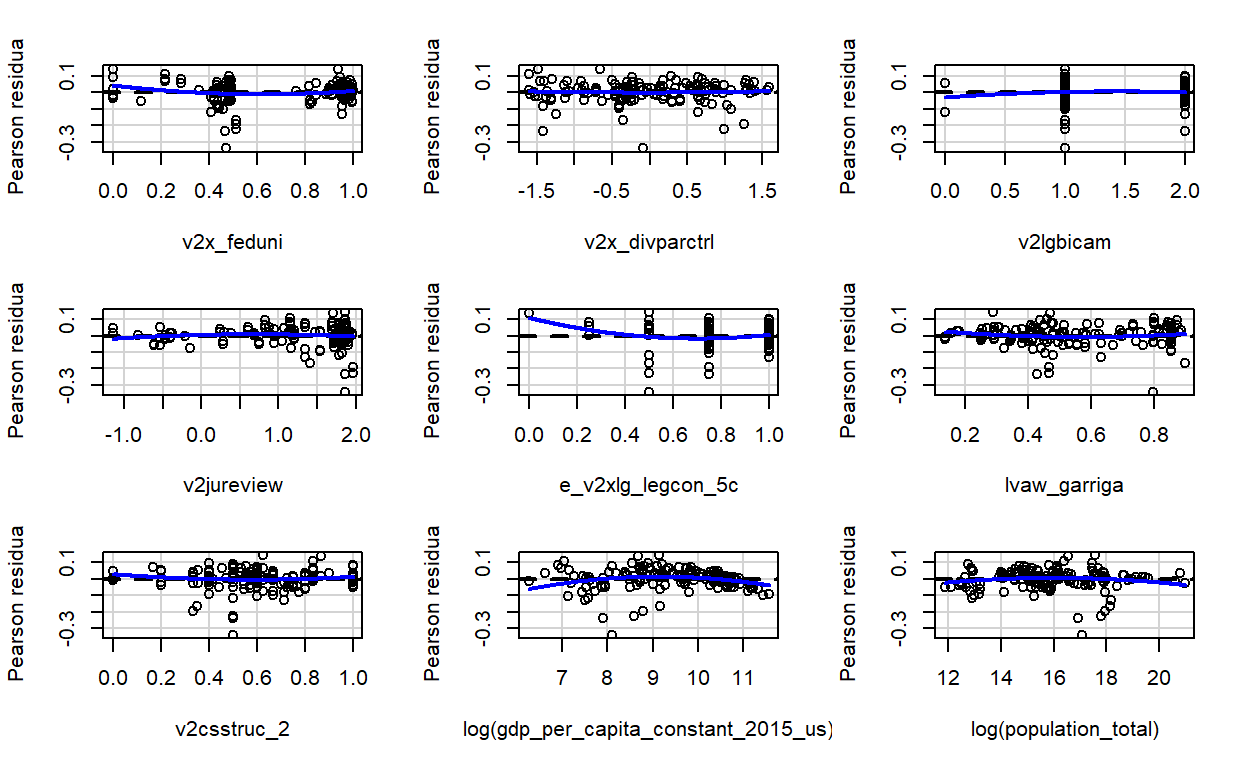 Pearson residua
0.1
-0.3
0.0 0.2 0.4 0.6 0.8 1.0
v2x_feduni
Pearson residua
0.1
-0.3
-1.5 -0.5 0.5 1.5
v2x_divparctrl
Pearson residua
0.1
-0.3
0.0 0.5 1.0 1.5 2.0
v2lgbicam
Pearson residua
0.1
-0.3
-1.0 0.0 1.0 2.0
v2jureview
Pearson residua
0.1
-0.3
0.0 0.2 0.4 0.6 0.8 1.0
e_v2xlg_legcon_5c
Pearson residua
0.1
-0.3
0.2 0.4 0.6 0.8
lvaw_garriga
Pearson residua
0.1
-0.3
0.0 0.2 0.4 0.6 0.8 1.0
v2csstruc_2
Pearson residua
0.1
-0.3
7 8 9 10 11
log(gdp_per_capita_constant_2015_us)
Pearson residua
0.1
-0.3
12 14 16 18 20
log(population_total)